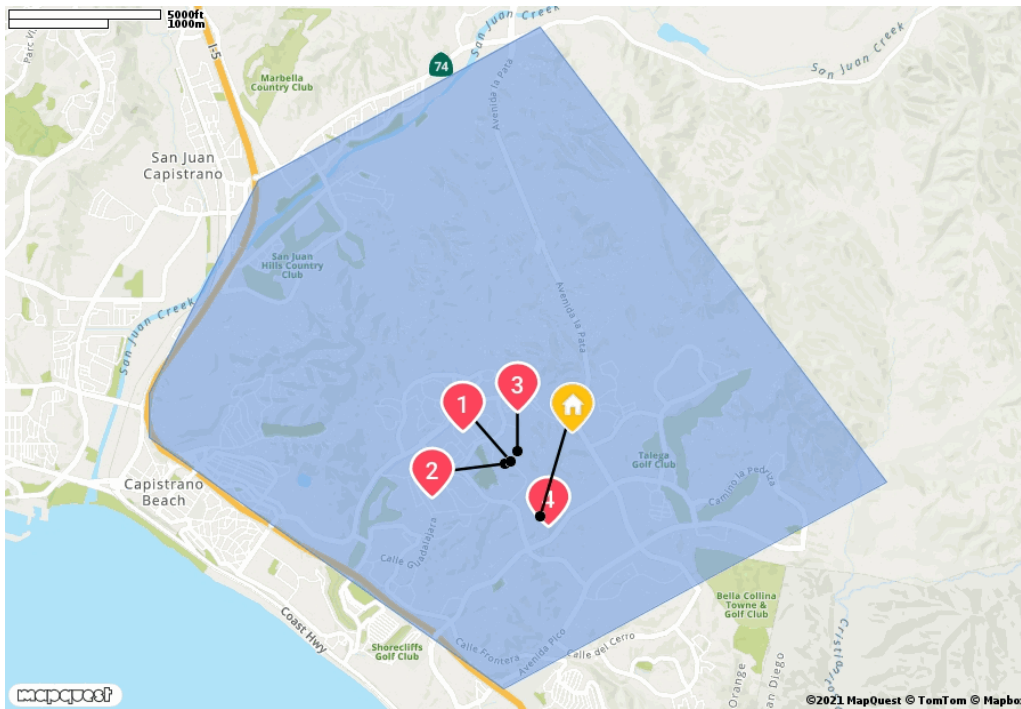 5000ft
1000m
I-5
Marbella
Country Club
74
San Juan Creek
Avenida la Pata
San Juan Creek
San Juan
Capistrano
San Juan
Hills Country
Club
San Juan Creek
Avenida la Pata
3
1
2
4
Talega
Golf Club
Camino la Pedriza
Capistrano
Beach
Calle Guadalajara
Coast Hwy
Shorecliffs
Golf Club
Calle Frontera
Avenida Pico
Calle del Cerro
Bella Collina
Towne &
Golf Club
Orange
San Diego
mapquest
©2021 MapQuest © TomTom © Mapbox